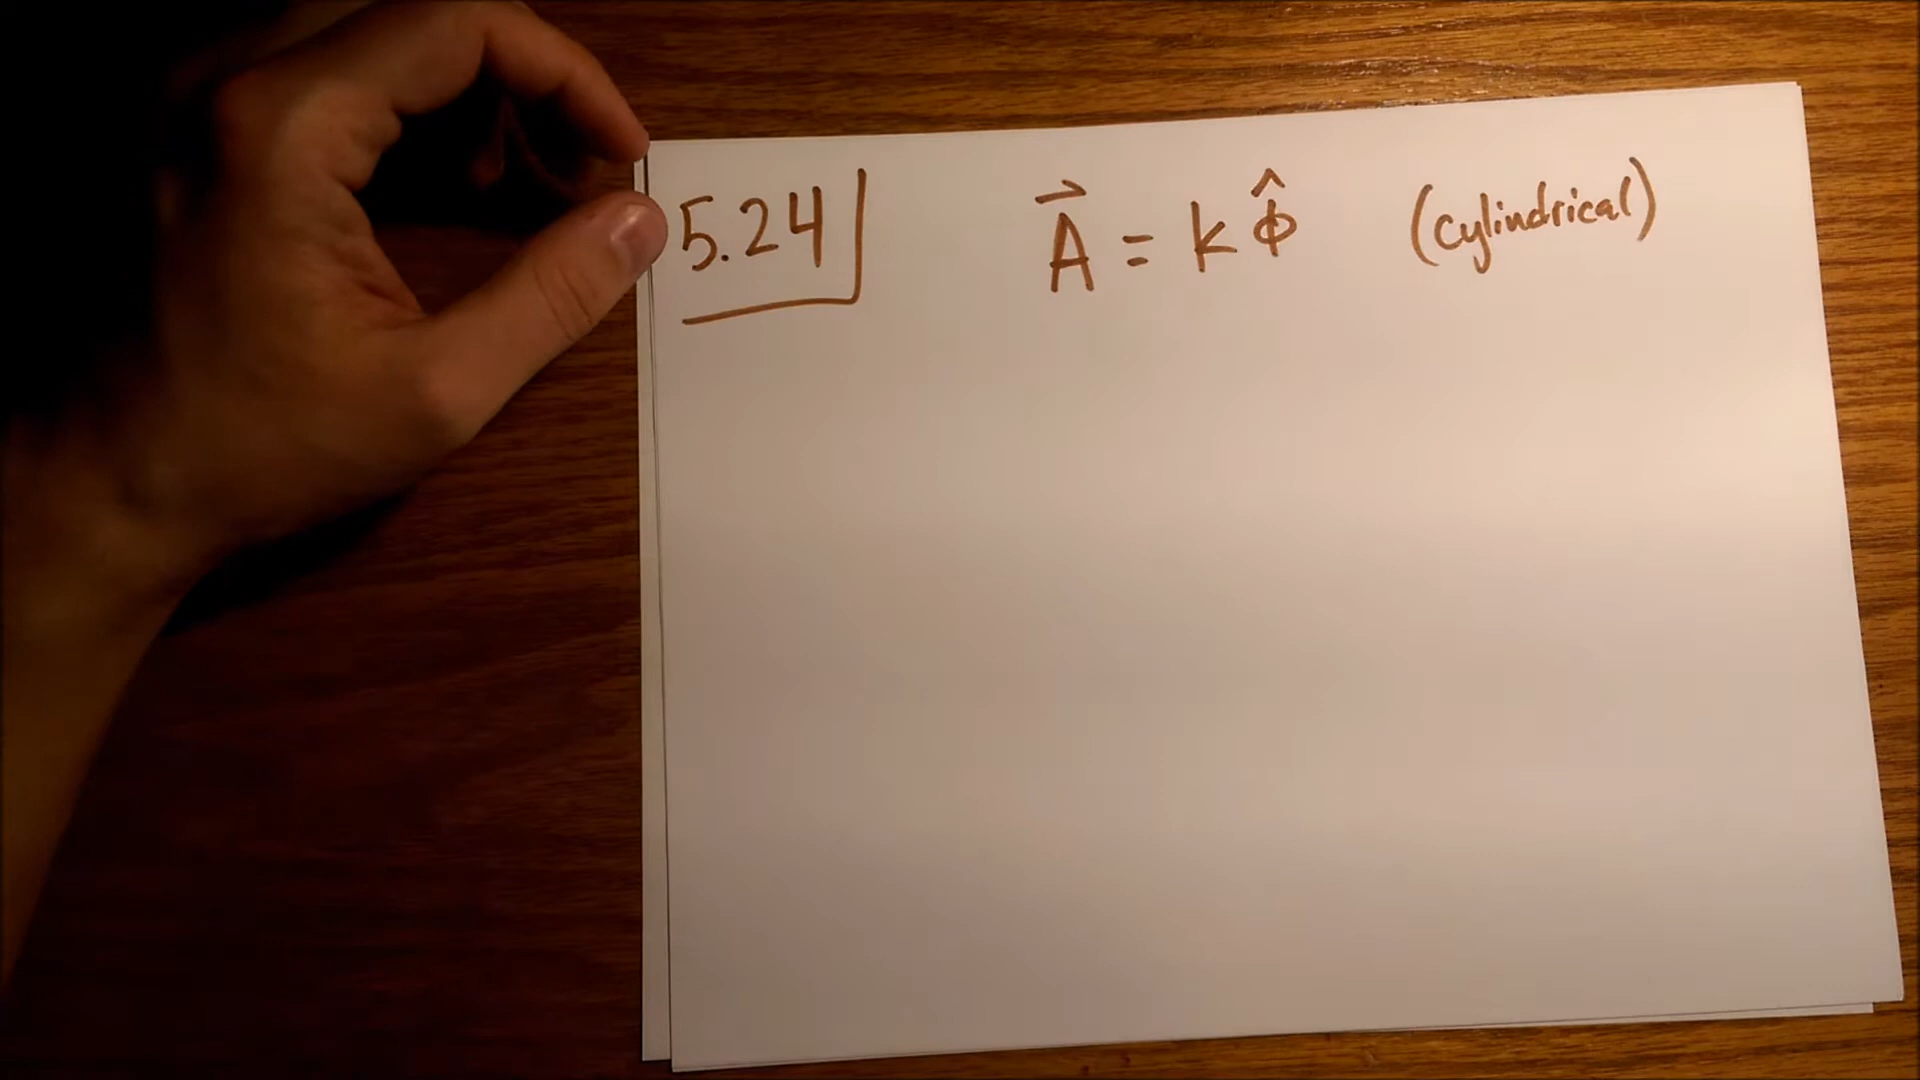 5.24 A⃗ = k ϕ̂ (cylindrical)